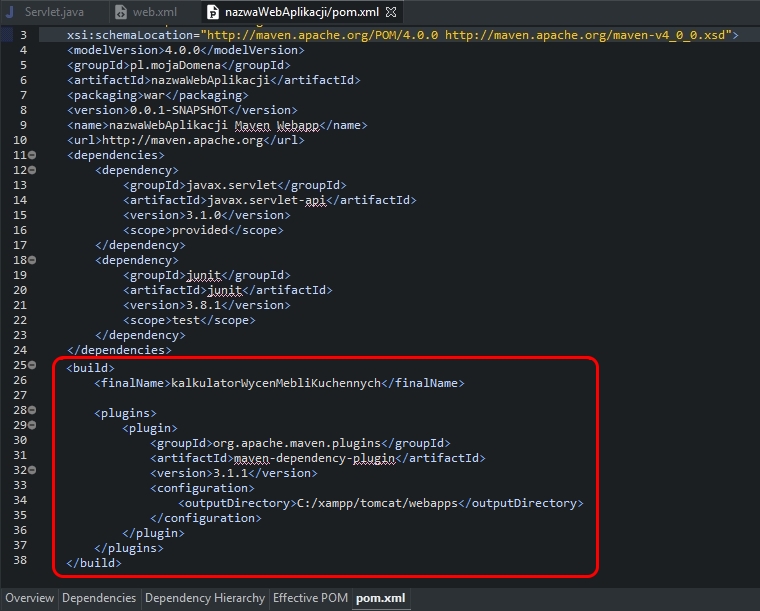 Servlet.java web.xml nazwaWebAplikacji/pom.xml
3 xsi:schemaLocation="http://maven.apache.org/POM/4.0.0 http://maven.apache.org/maven-v4_0_0.xsd">
4 <modelVersion>4.0.0</modelVersion>
5 <groupId>pl.mojaDomena</groupId>
6 <artifactId>nazwaWebAplikacji</artifactId>
7 <packaging>war</packaging>
8 <version>0.0.1-SNAPSHOT</version>
9 <name>nazwaWebAplikacji Maven Webapp</name>
10 <url>http://maven.apache.org</url>
11 <dependencies>
12 <dependency>
13 <groupId>javax.servlet</groupId>
14 <artifactId>javax.servlet-api</artifactId>
15 <version>3.1.0</version>
16 <scope>provided</scope>
17 </dependency>
18 <dependency>
19 <groupId>junit</groupId>
20 <artifactId>junit</artifactId>
21 <version>3.8.1</version>
22 <scope>test</scope>
23 </dependency>
24 </dependencies>
25 <build>
26 <finalName>kalkulatorWycenMebliKuchennych</finalName>
27
28 <plugins>
29 <plugin>
30 <groupId>org.apache.maven.plugins</groupId>
31 <artifactId>maven-dependency-plugin</artifactId>
32 <version>3.1.1</version>
33 <configuration>
34 <outputDirectory>C:/xampp/tomcat/webapps</outputDirectory>
35 </configuration>
36 </plugin>
37 </plugins>
38 </build>
Overview Dependencies Dependency Hierarchy Effective POM pom.xml